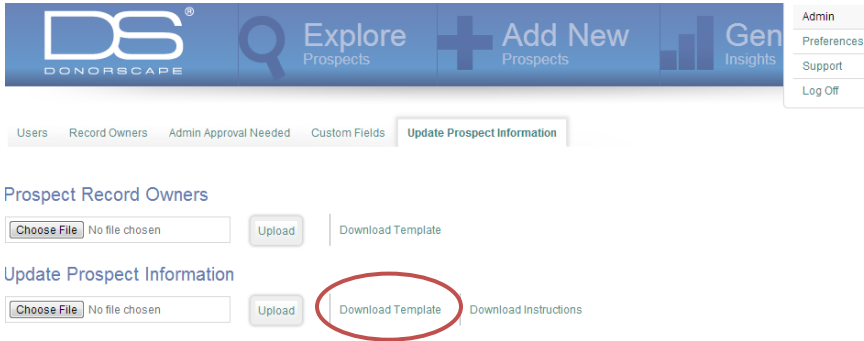 DS®
DONORSCAPE
Explore
Prospects
Add New
Prospects
Gen
Insights
Admin
Preferences
Support
Log Off
Users Record Owners Admin Approval Needed Custom Fields Update Prospect Information
Prospect Record Owners
Choose File No file chosen Upload Download Template
Update Prospect Information
Choose File No file chosen Upload Download Template Download Instructions